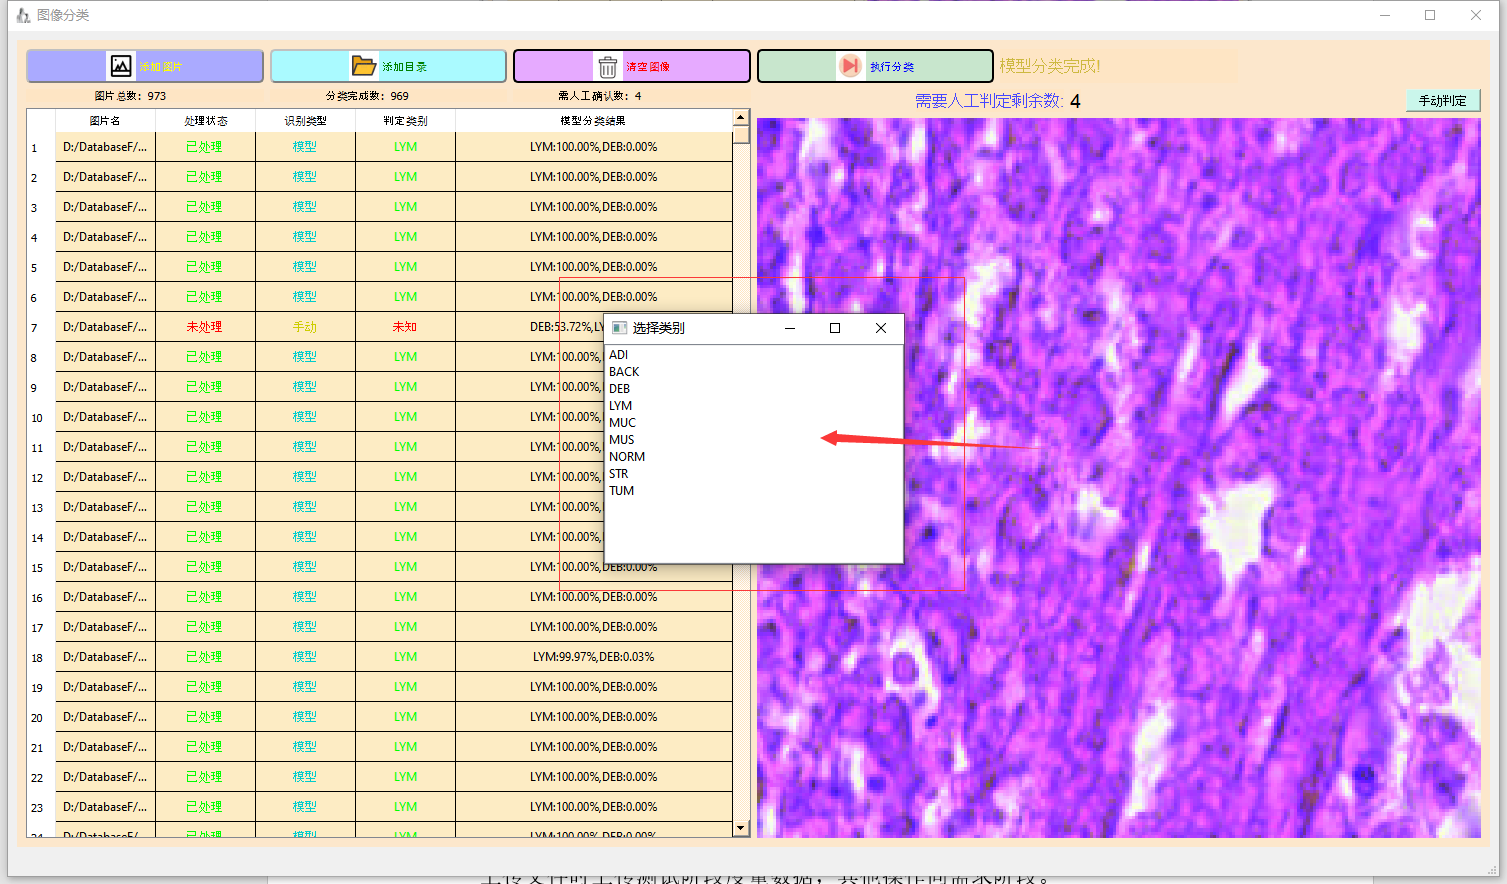 图像分类
添加图片 添加目录 清空图像 执行分类 模型分类完成!
图片总数: 973 分类完成数: 969 需人工确认数: 4 需要人工判定剩余数: 4 手动判定
图片名 处理状态 识别类型 判定类别 模型分类结果
1 D:/DatabaseF/... 已处理 模型 LYM LYM:100.00%,DEB:0.00%
2 D:/DatabaseF/... 已处理 模型 LYM LYM:100.00%,DEB:0.00%
3 D:/DatabaseF/... 已处理 模型 LYM LYM:100.00%,DEB:0.00%
4 D:/DatabaseF/... 已处理 模型 LYM LYM:100.00%,DEB:0.00%
5 D:/DatabaseF/... 已处理 模型 LYM LYM:100.00%,DEB:0.00%
6 D:/DatabaseF/... 已处理 模型 LYM LYM:100.00%,DEB:0.00%
7 D:/DatabaseF/... 未处理 手动 未知 DEB:53.72%,LY
8 D:/DatabaseF/... 已处理 模型 LYM LYM:100.00%,
9 D:/DatabaseF/... 已处理 模型 LYM LYM:100.00%,
10 D:/DatabaseF/... 已处理 模型 LYM LYM:100.00%,
11 D:/DatabaseF/... 已处理 模型 LYM LYM:100.00%,
12 D:/DatabaseF/... 已处理 模型 LYM LYM:100.00%,
13 D:/DatabaseF/... 已处理 模型 LYM LYM:100.00%,
14 D:/DatabaseF/... 已处理 模型 LYM LYM:100.00%,
15 D:/DatabaseF/... 已处理 模型 LYM LYM:100.00%,DEB:0.00%
16 D:/DatabaseF/... 已处理 模型 LYM LYM:100.00%,DEB:0.00%
17 D:/DatabaseF/... 已处理 模型 LYM LYM:100.00%,DEB:0.00%
18 D:/DatabaseF/... 已处理 模型 LYM LYM:99.97%,DEB:0.03%
19 D:/DatabaseF/... 已处理 模型 LYM LYM:100.00%,DEB:0.00%
20 D:/DatabaseF/... 已处理 模型 LYM LYM:100.00%,DEB:0.00%
21 D:/DatabaseF/... 已处理 模型 LYM LYM:100.00%,DEB:0.00%
22 D:/DatabaseF/... 已处理 模型 LYM LYM:100.00%,DEB:0.00%
23 D:/DatabaseF/... 已处理 模型 LYM LYM:100.00%,DEB:0.00%
24 D:/DatabaseF/... 已处理 模型 LYM LYM:100.00%,DEB:0.00%
选择类别
ADI
BACK
DEB
LYM
MUC
MUS
NORM
STR
TUM